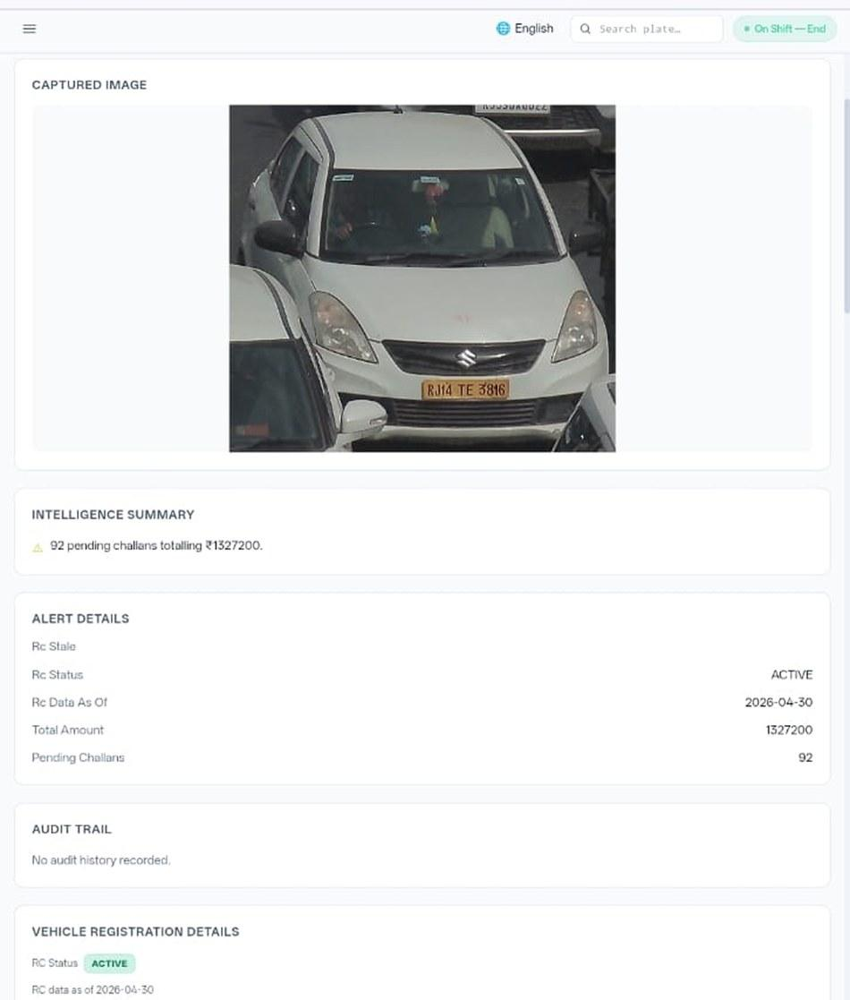 English
Search plate...
On Shift — End
CAPTURED IMAGE
RJ14 TE 3816
INTELLIGENCE SUMMARY
92 pending challans totalling ₹1327200.
ALERT DETAILS
Rc Stale
Rc Status ACTIVE
Rc Data As Of 2026-04-30
Total Amount 1327200
Pending Challans 92
AUDIT TRAIL
No audit history recorded.
VEHICLE REGISTRATION DETAILS
RC Status ACTIVE
RC data as of 2026-04-30